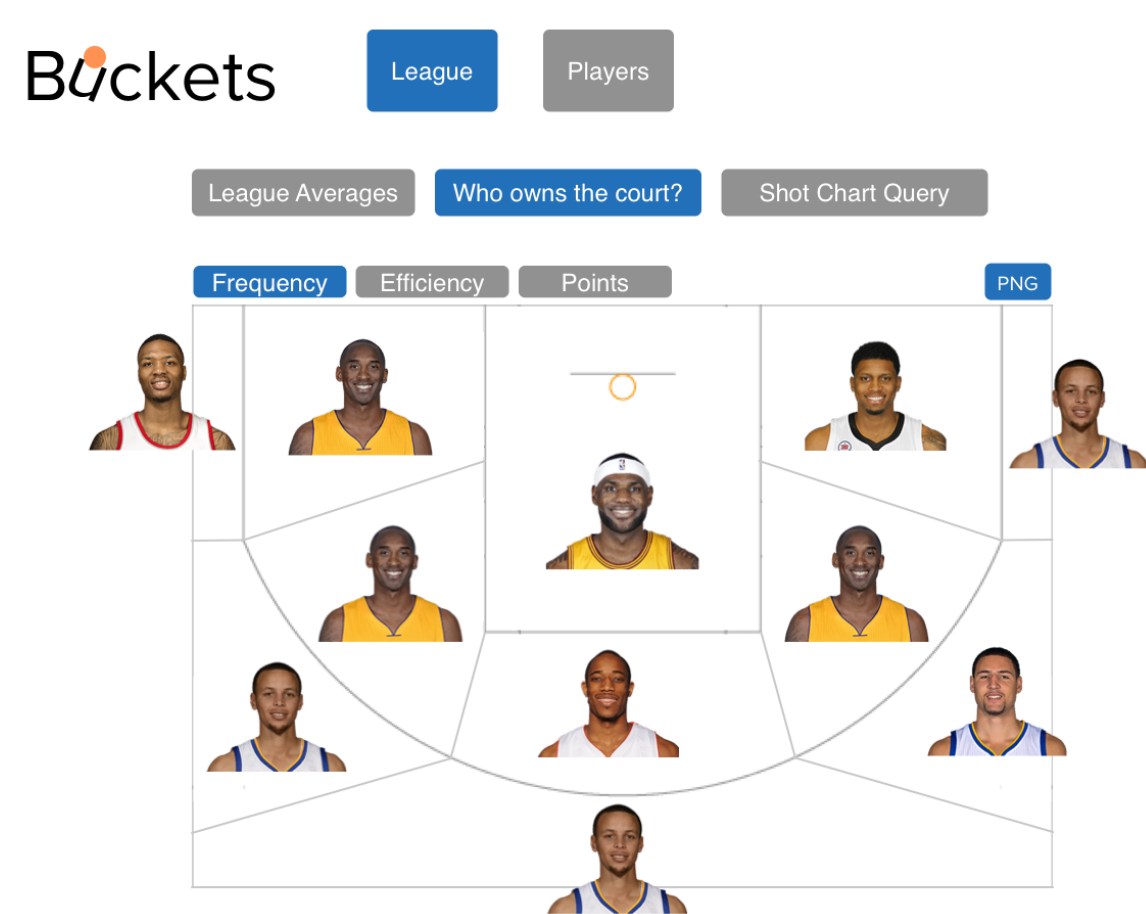 Buckets
League
Players
League Averages
Who owns the court?
Shot Chart Query
Frequency
Efficiency
Points
PNG